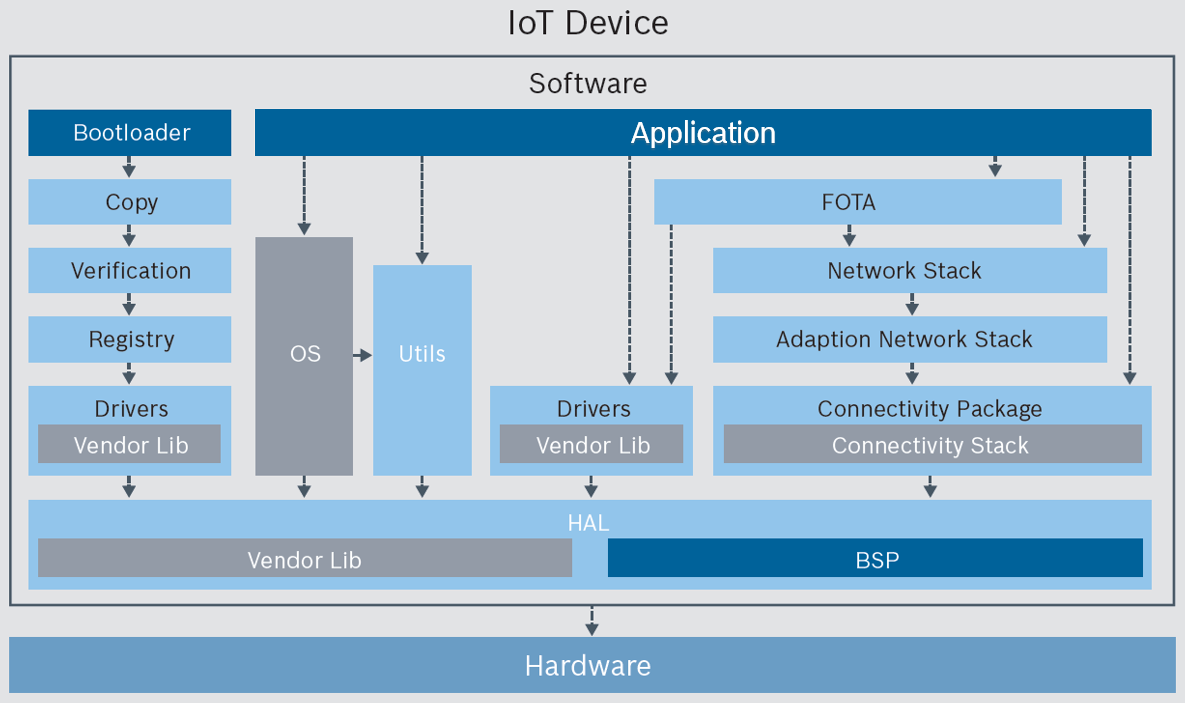 IoT Device
Software
Bootloader
Application
Copy
FOTA
Verification
Network Stack
Registry
Adaption Network Stack
OS
Utils
Drivers
Vendor Lib
Drivers
Vendor Lib
Connectivity Package
Connectivity Stack
HAL
Vendor Lib
BSP
Hardware